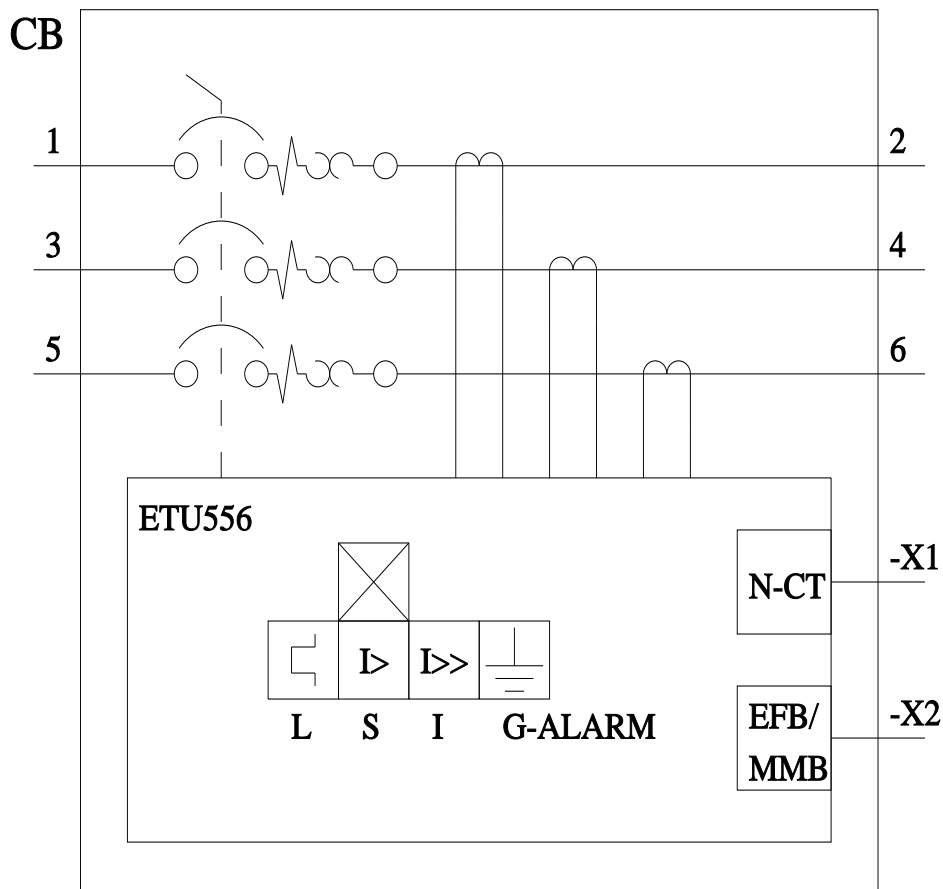 CB
1
2
3
4
5
6
ETU556
N-CT
-X1
I>
I>>
L
S
I
G-ALARM
EFB/
MMB
-X2